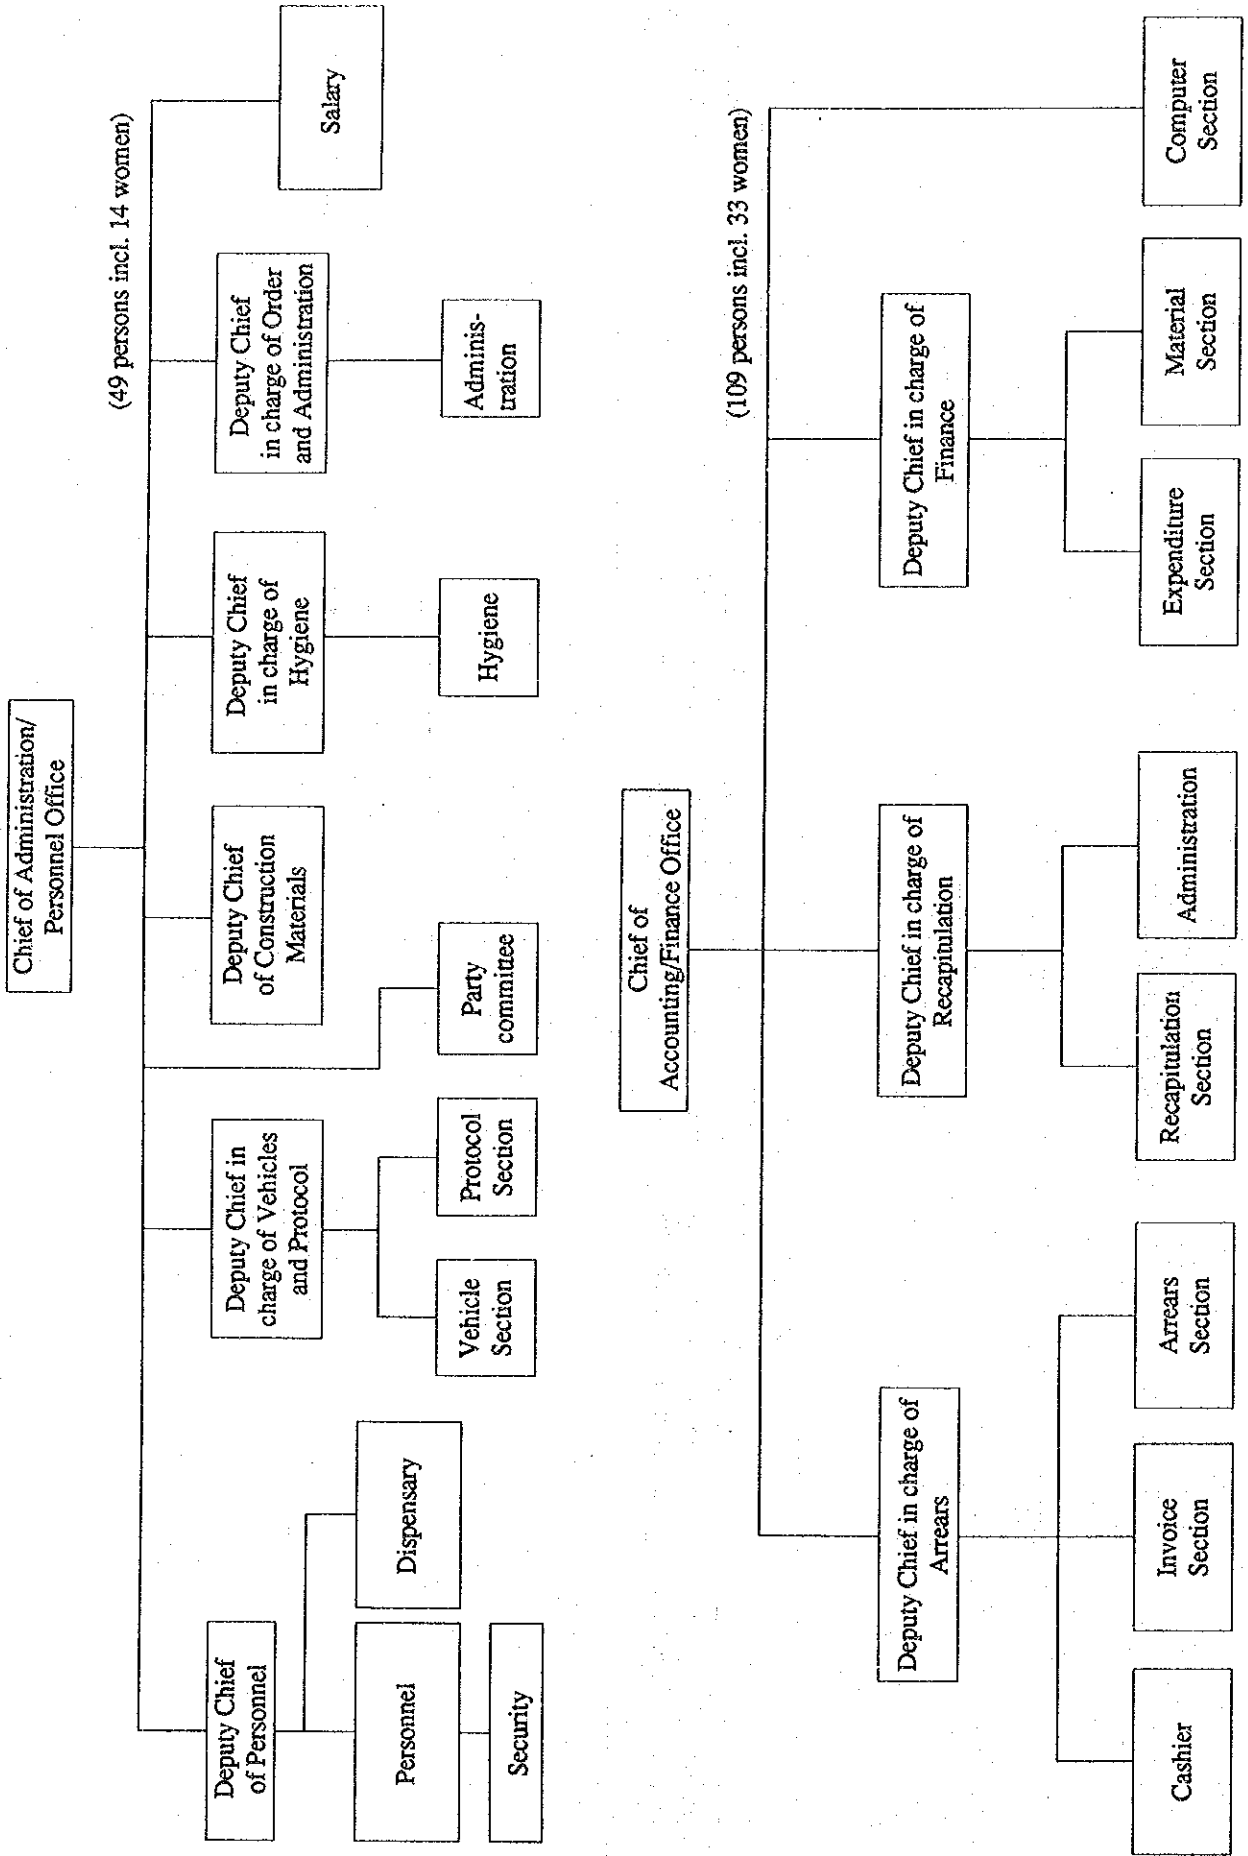 Chief of Administration/
Personnel Office
(49 persons incl. 14 women)
Deputy Chief
of Personnel
Deputy Chief in
charge of Vehicles
and Protocol
Deputy Chief
of Construction
Materials
Deputy Chief
in charge of
Hygiene
Deputy Chief
in charge of Order
and Administration
Salary
Personnel
Dispensary
Vehicle
Section
Protocol
Section
Party
committee
Hygiene
Adminis-
tration
Security
Chief of
Accounting/Finance Office
(109 persons incl. 33 women)
Deputy Chief in charge of
Arrears
Deputy Chief in charge of
Recapitulation
Deputy Chief in charge of
Finance
Cashier
Invoice
Section
Arrears
Section
Recapitulation
Section
Administration
Expenditure
Section
Material
Section
Computer
Section